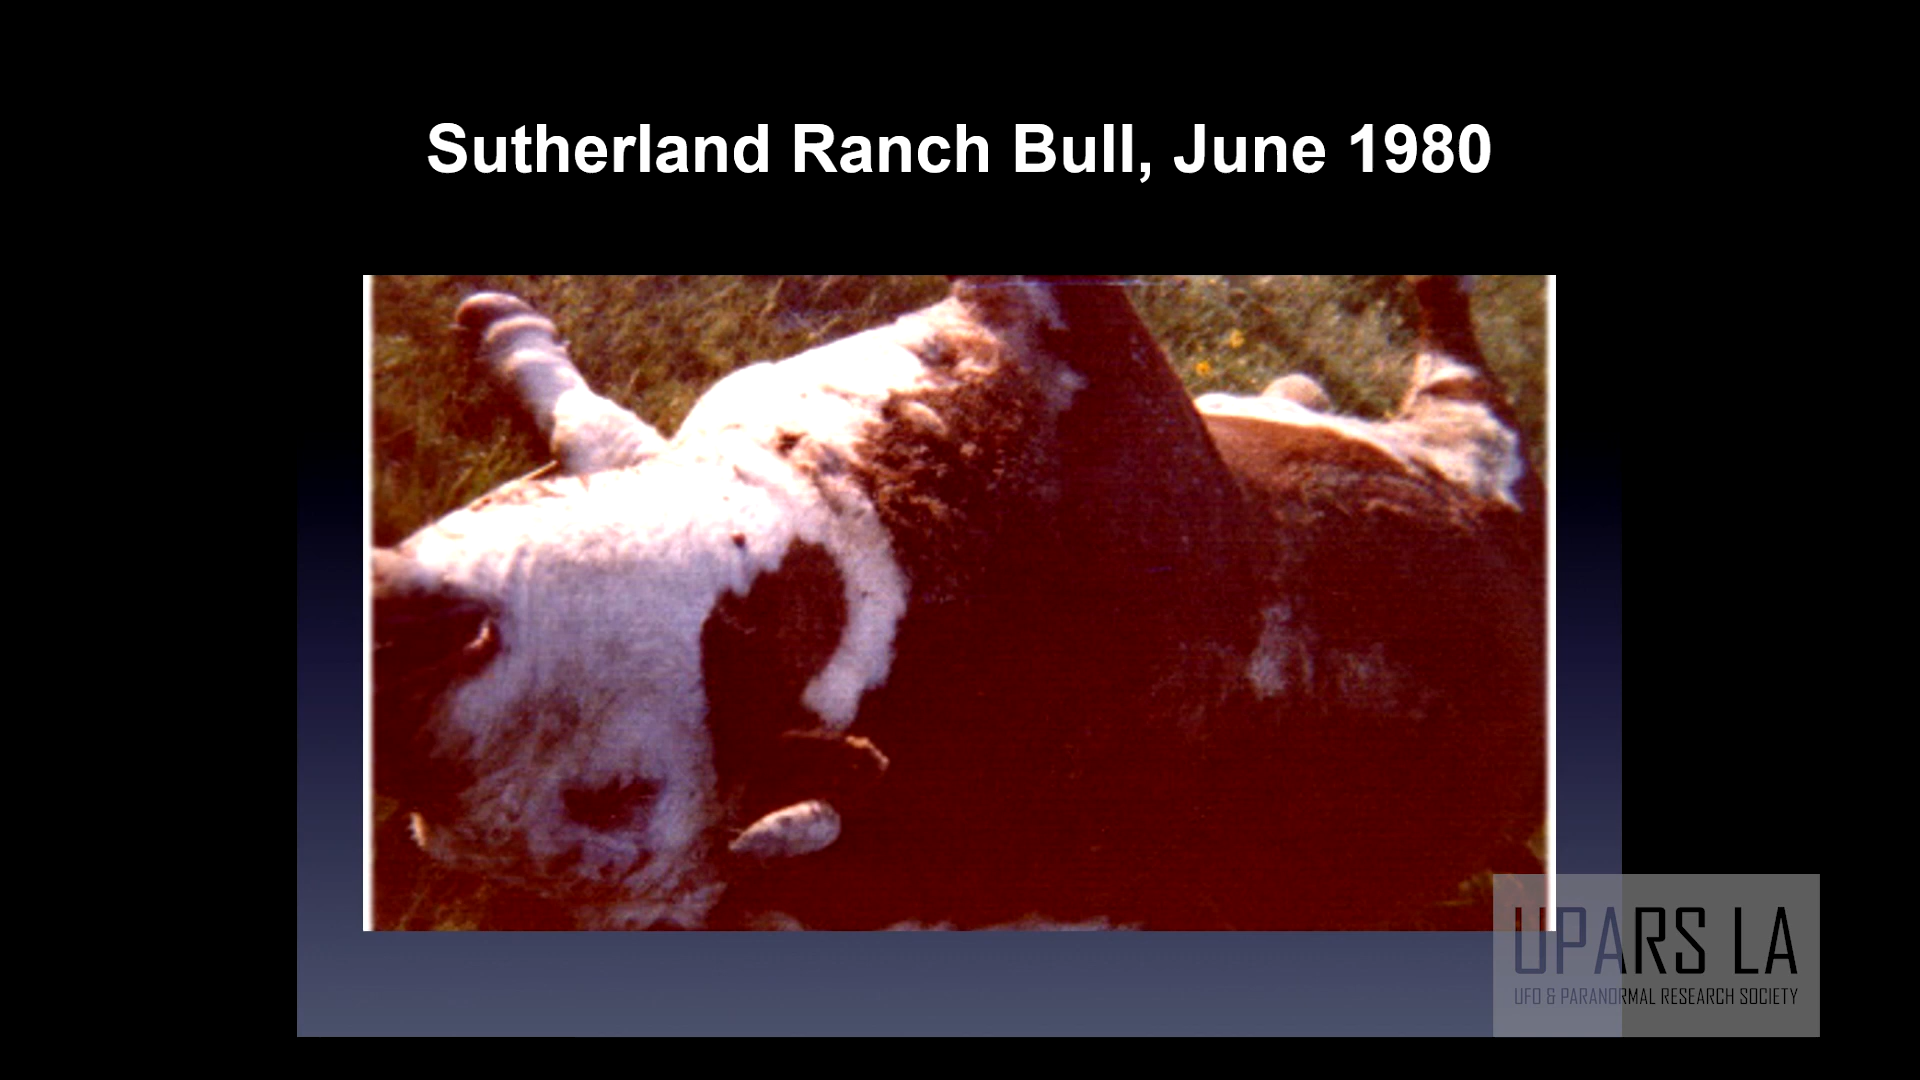 Sutherland Ranch Bull, June 1980
UPARS LA
UFO & PARANORMAL RESEARCH SOCIETY